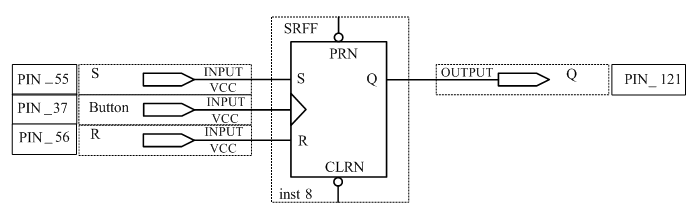 SRFF
PRN
PIN _55 S INPUT VCC S Q OUTPUT Q PIN_ 121
PIN _37 Button INPUT VCC
PIN_ 56 R INPUT VCC R
CLRN
inst 8